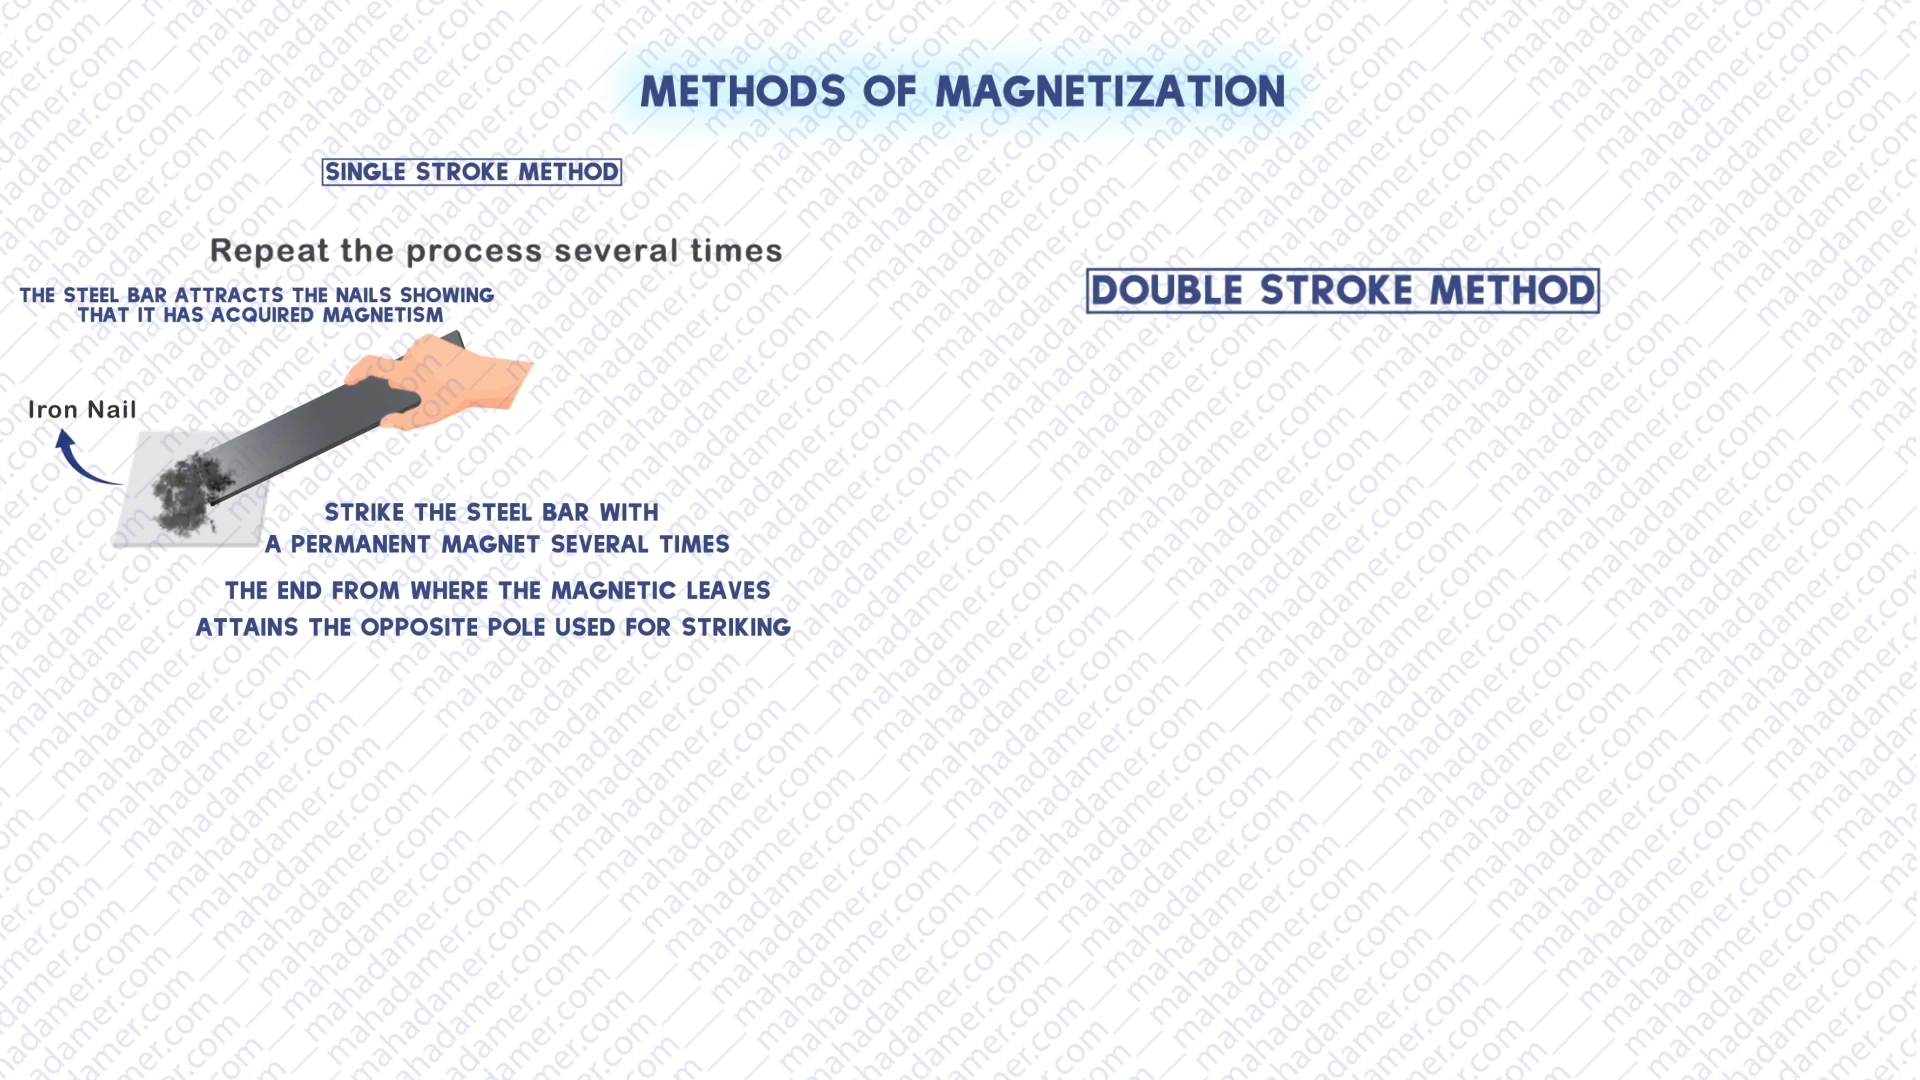 METHODS OF MAGNETIZATION
SINGLE STROKE METHOD
Repeat the process several times
THE STEEL BAR ATTRACTS THE NAILS SHOWING
THAT IT HAS ACQUIRED MAGNETISM
Iron Nail
STRIKE THE STEEL BAR WITH
A PERMANENT MAGNET SEVERAL TIMES
THE END FROM WHERE THE MAGNETIC LEAVES
ATTAINS THE OPPOSITE POLE USED FOR STRIKING
DOUBLE STROKE METHOD
mahadamer.com